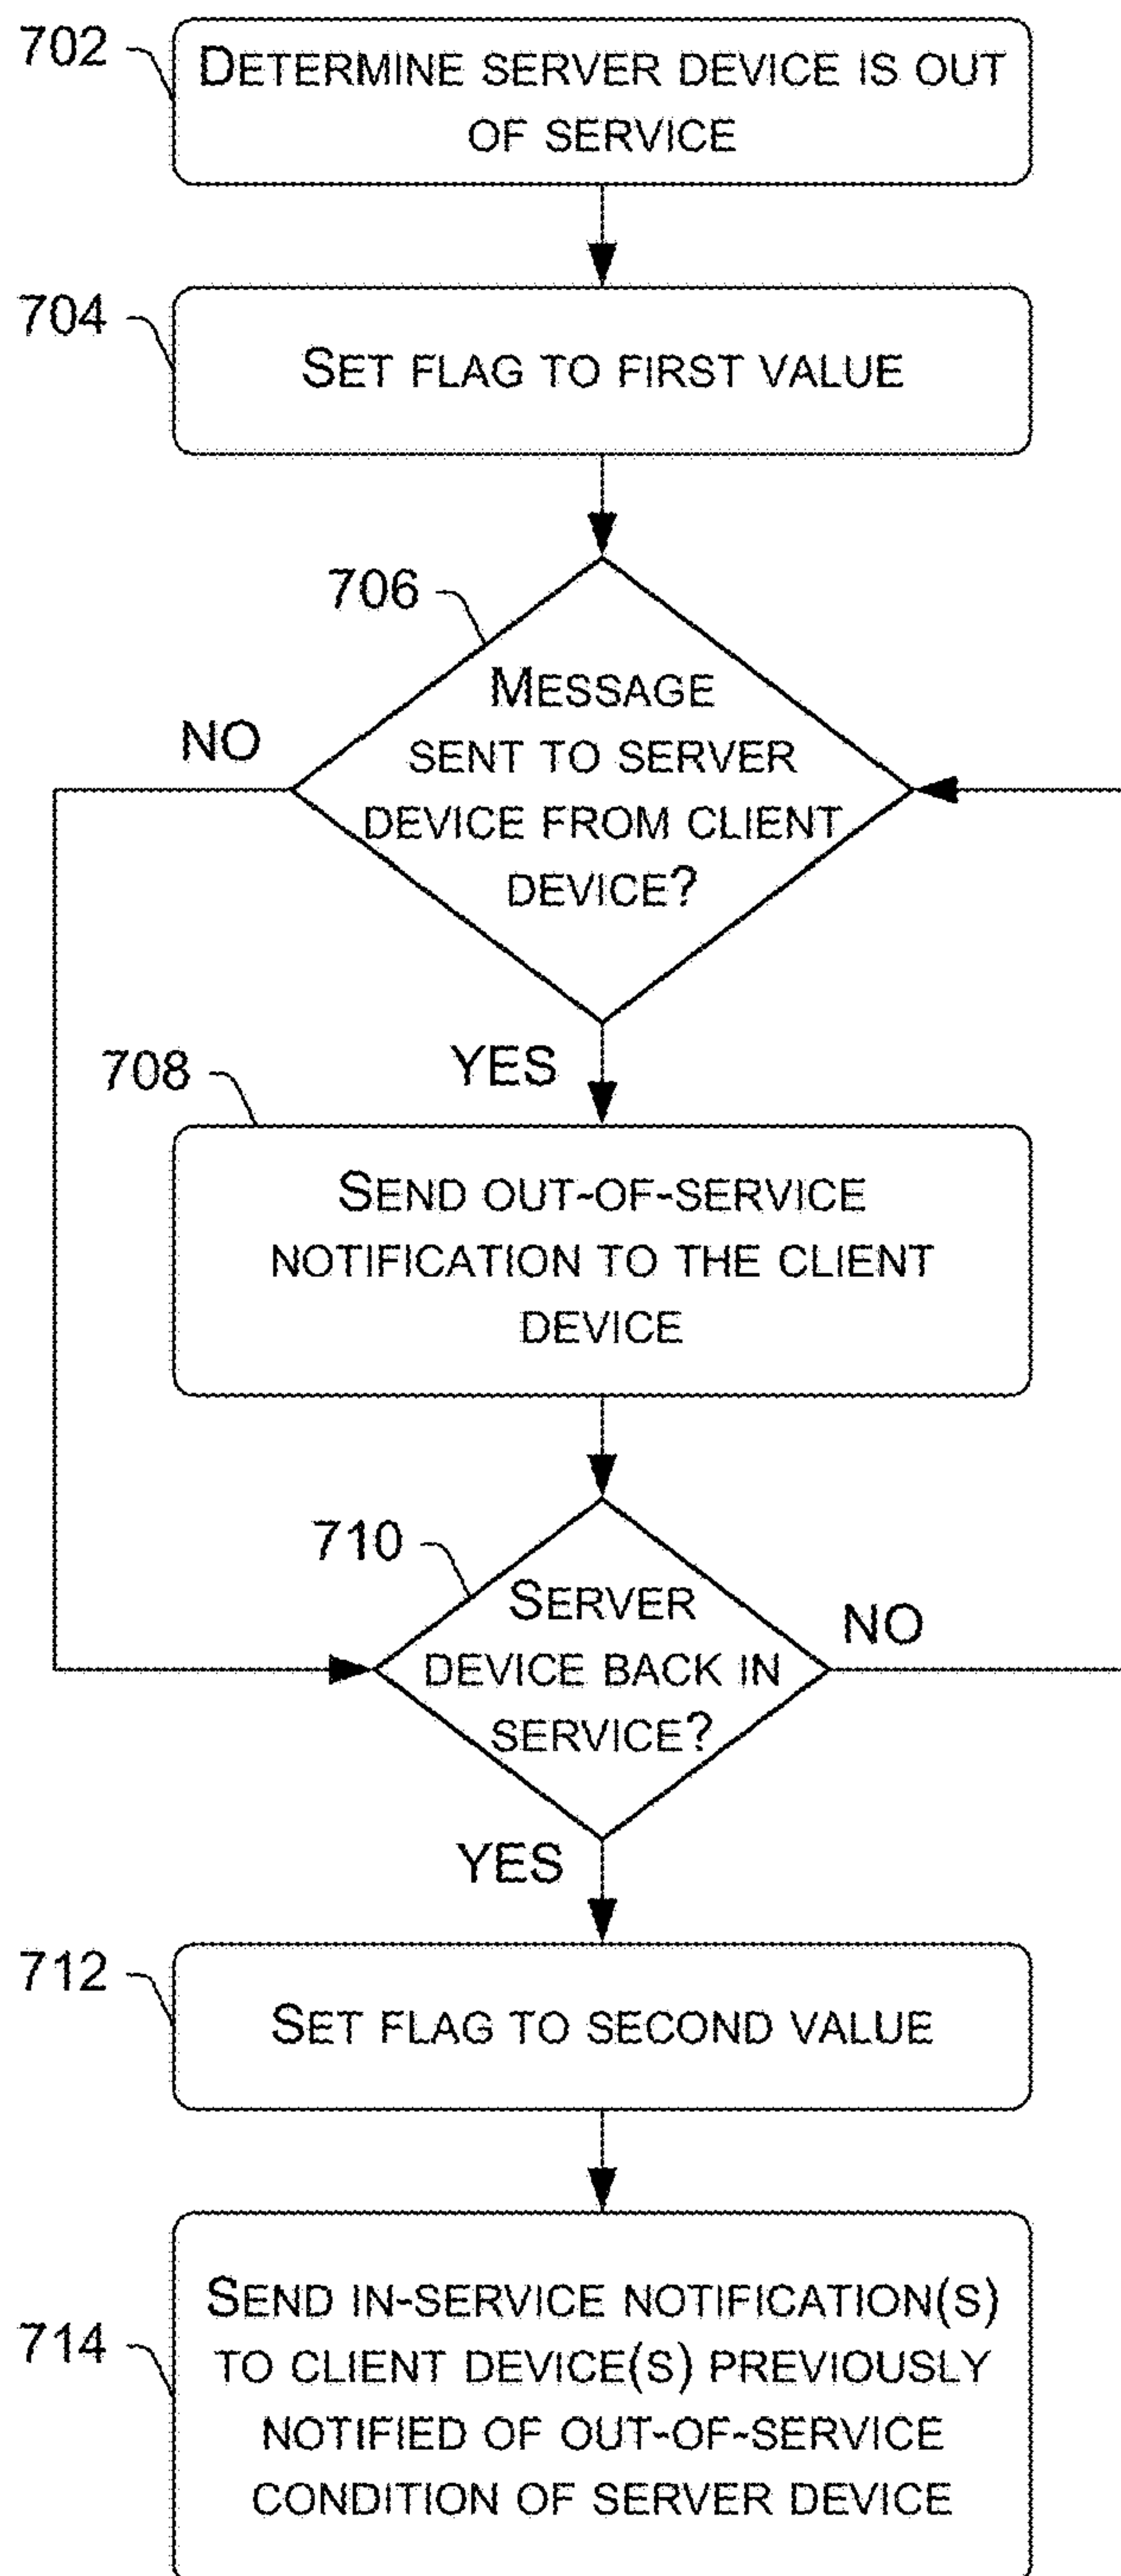 702
DETERMINE SERVER DEVICE IS OUT
OF SERVICE
704
SET FLAG TO FIRST VALUE
706
MESSAGE
SENT TO SERVER
DEVICE FROM CLIENT
DEVICE?
NO
YES
708
SEND OUT-OF-SERVICE
NOTIFICATION TO THE CLIENT
DEVICE
710
SERVER
DEVICE BACK IN
SERVICE?
NO
YES
712
SET FLAG TO SECOND VALUE
714
SEND IN-SERVICE NOTIFICATION(S)
TO CLIENT DEVICE(S) PREVIOUSLY
NOTIFIED OF OUT-OF-SERVICE
CONDITION OF SERVER DEVICE